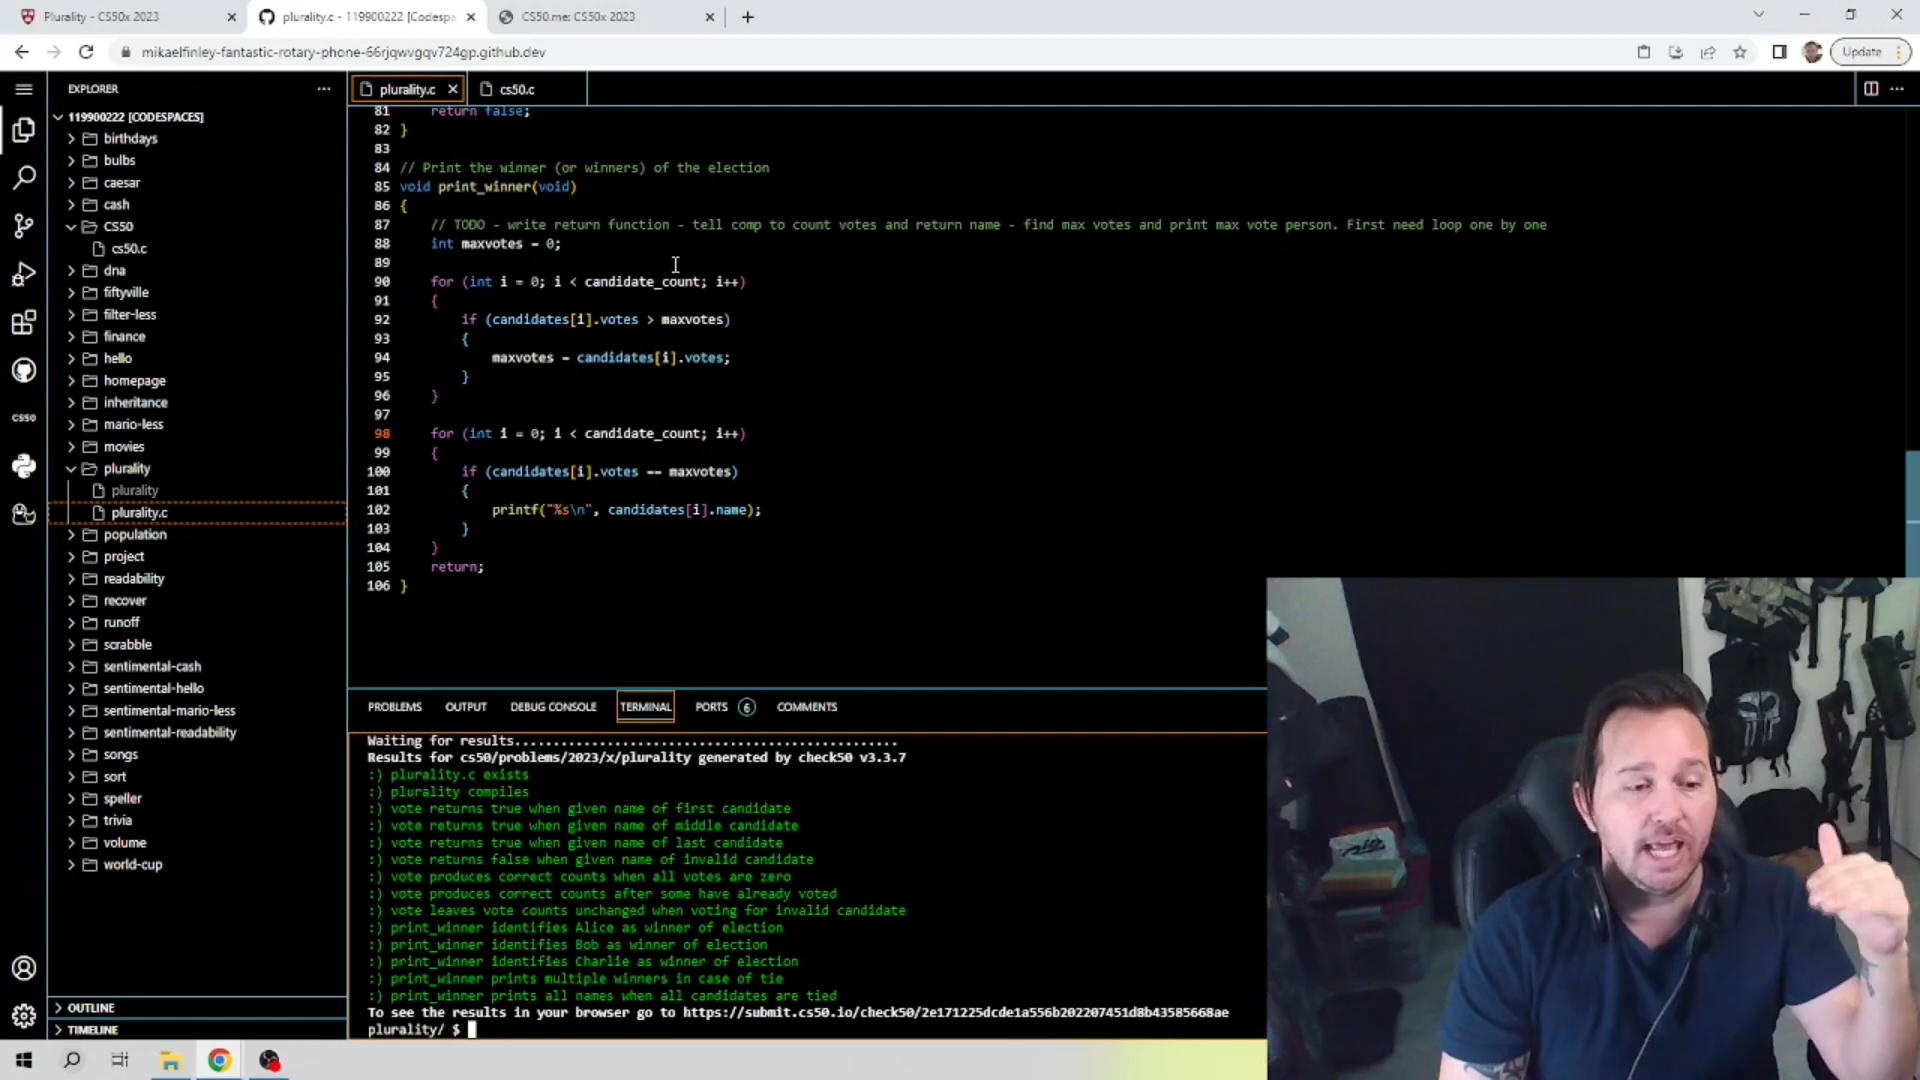 Plurality - CS50x 2023
plurality.c - 119900222 [Codespa
CS50.me: CS50x 2023
mikaelfinley-fantastic-rotary-phone-66rjqwvgqv724gp.github.dev
Update
EXPLORER
119900222 [CODESPACES]
birthdays
bulbs
caesar
cash
CS50
cs50.c
dna
fiftyville
filter-less
finance
hello
homepage
inheritance
mario-less
movies
plurality
plurality
plurality.c
population
project
readability
recover
runoff
scrabble
sentimental-cash
sentimental-hello
sentimental-mario-less
sentimental-readability
songs
sort
speller
trivia
volume
world-cup
OUTLINE
TIMELINE
CS50
plurality.c
cs50.c
81 return false;
82 }
83
84 // Print the winner (or winners) of the election
85 void print_winner(void)
86 {
87 // TODO - write return function - tell comp to count votes and return name - find max votes and print max vote person. First need loop one by one
88 int maxvotes = 0;
89
90 for (int i = 0; i < candidate_count; i++)
91 {
92 if (candidates[i].votes > maxvotes)
93 {
94 maxvotes = candidates[i].votes;
95 }
96 }
97
98 for (int i = 0; i < candidate_count; i++)
99 {
100 if (candidates[i].votes == maxvotes)
101 {
102 printf("%s\n", candidates[i].name);
103 }
104 }
105 return;
106 }
PROBLEMS OUTPUT DEBUG CONSOLE TERMINAL PORTS 6 COMMENTS
Waiting for results..................................................
Results for cs50/problems/2023/x/plurality generated by check50 v3.3.7
:) plurality.c exists
:) plurality compiles
:) vote returns true when given name of first candidate
:) vote returns true when given name of middle candidate
:) vote returns true when given name of last candidate
:) vote returns false when given name of invalid candidate
:) vote produces correct counts when all votes are zero
:) vote produces correct counts after some have already voted
:) vote leaves vote counts unchanged when voting for invalid candidate
:) print_winner identifies Alice as winner of election
:) print_winner identifies Bob as winner of election
:) print_winner identifies Charlie as winner of election
:) print_winner prints multiple winners in case of tie
:) print_winner prints all names when all candidates are tied
To see the results in your browser go to https://submit.cs50.io/check50/2e171225dcde1a556b202207451d8b43585668ae
plurality/ $